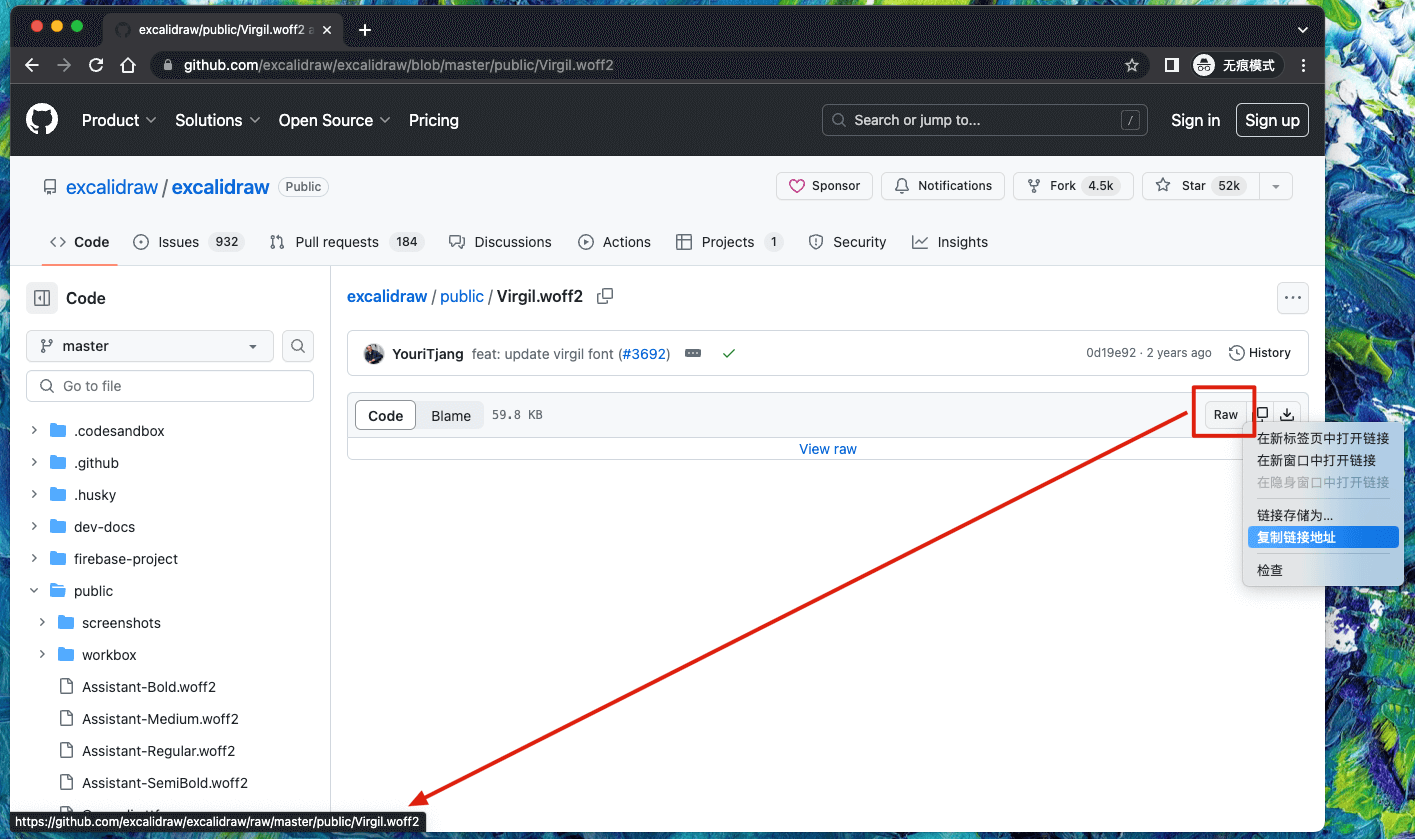 excalidraw/public/Virgil.woff2 a
github.com/excalidraw/excalidraw/blob/master/public/Virgil.woff2
无痕模式
Product Solutions Open Source Pricing
Search or jump to... /
Sign in Sign up
excalidraw / excalidraw Public
Sponsor Notifications Fork 4.5k Star 52k
Code Issues 932 Pull requests 184 Discussions Actions Projects 1 Security Insights
Code
master
Go to file
.codesandbox
.github
.husky
dev-docs
firebase-project
public
screenshots
workbox
Assistant-Bold.woff2
Assistant-Medium.woff2
Assistant-Regular.woff2
Assistant-SemiBold.woff2
excalidraw / public / Virgil.woff2
YouriTjang feat: update virgil font (#3692)
0d19e92 · 2 years ago History
Code Blame 59.8 KB
Raw
View raw
在新标签页中打开链接
在新窗口中打开链接
在隐身窗口中打开链接
链接存储为...
复制链接地址
检查
https://github.com/excalidraw/excalidraw/raw/master/public/Virgil.woff2